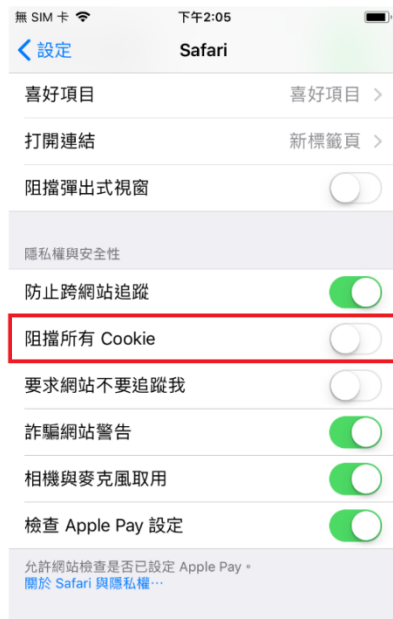 無 SIM 卡 下午2:05
設定 Safari
喜好項目 喜好項目
打開連結 新標籤頁
阻擋彈出式視窗
隱私權與安全性
防止跨網站追蹤
阻擋所有 Cookie
要求網站不要追蹤我
詐騙網站警告
相機與麥克風取用
檢查 Apple Pay 設定
允許網站檢查是否已設定 Apple Pay。
關於 Safari 與隱私權⋯